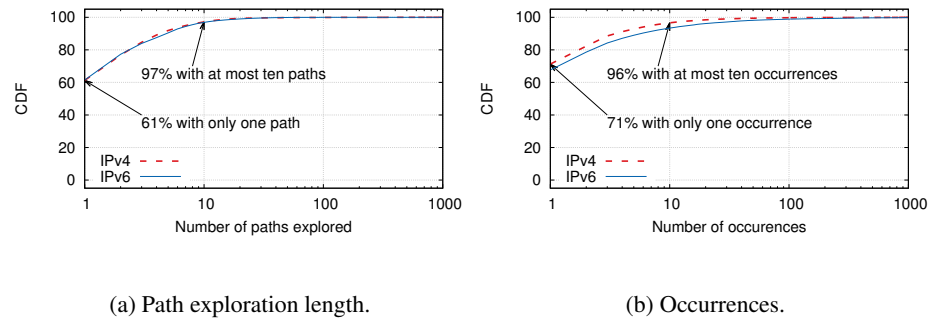 100
80
60
40
20
0
CDF
97% with at most ten paths
61% with only one path
IPv4
IPv6
1 10 100 1000
Number of paths explored
(a) Path exploration length.
100
80
60
40
20
0
CDF
96% with at most ten occurrences
71% with only one occurrence
IPv4
IPv6
1 10 100 1000
Number of occurences
(b) Occurrences.